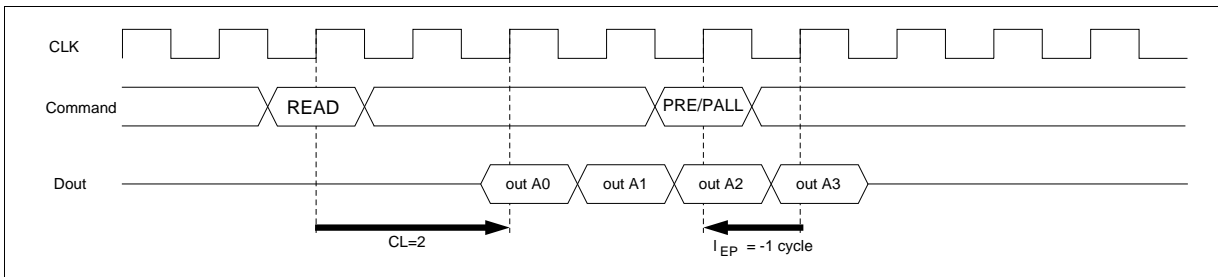 CLK
Command
READ
PRE/PALL
Dout
out A0
out A1
out A2
out A3
CL=2
l EP = -1 cycle